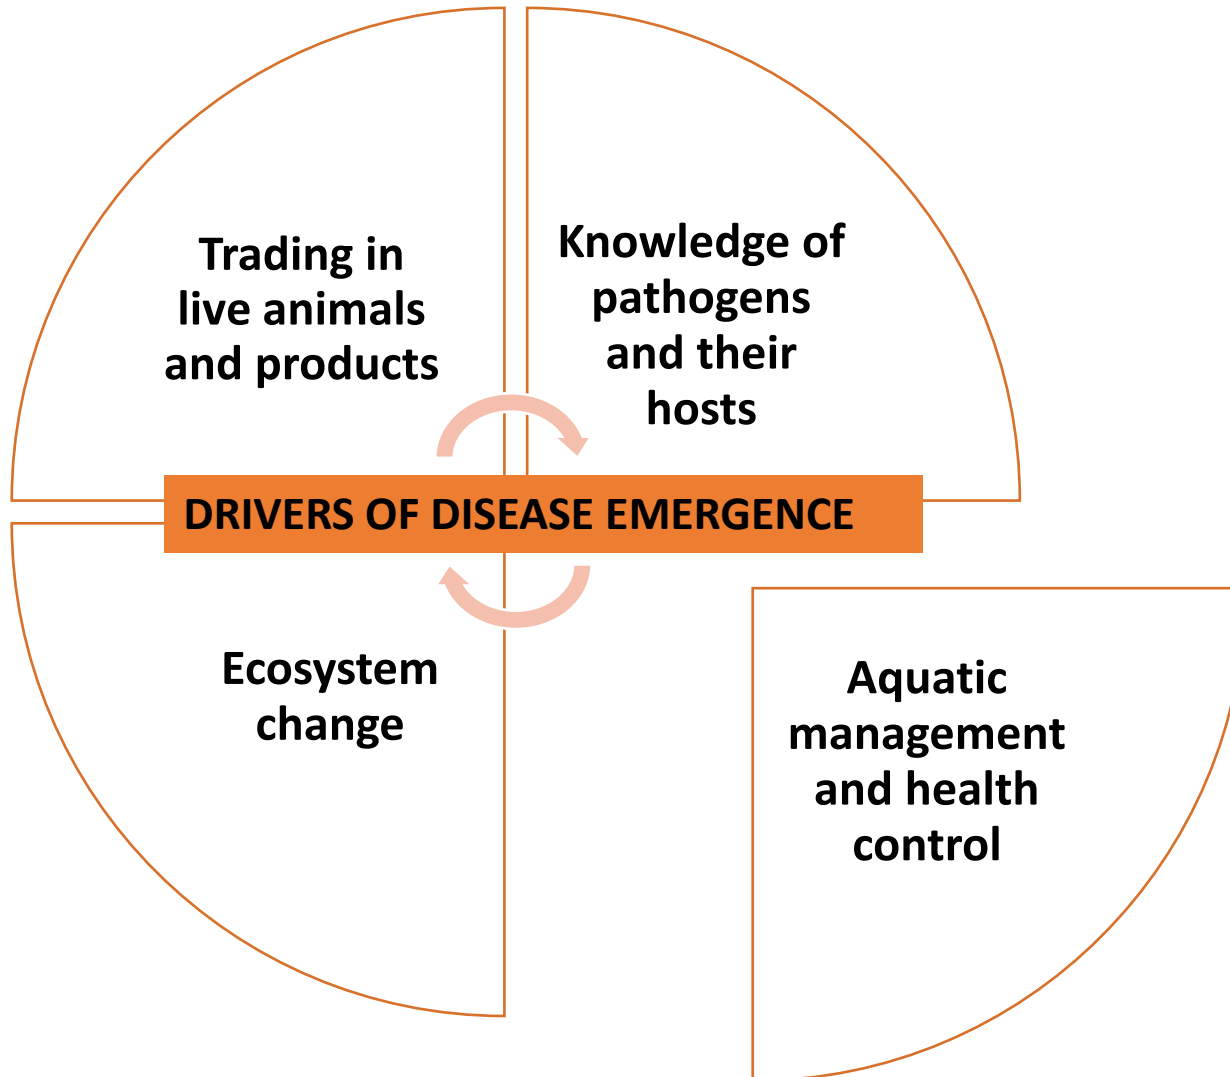 Trading in
live animals
and products
Knowledge of
pathogens
and their
hosts
DRIVERS OF DISEASE EMERGENCE
Ecosystem
change
Aquatic
management
and health
control